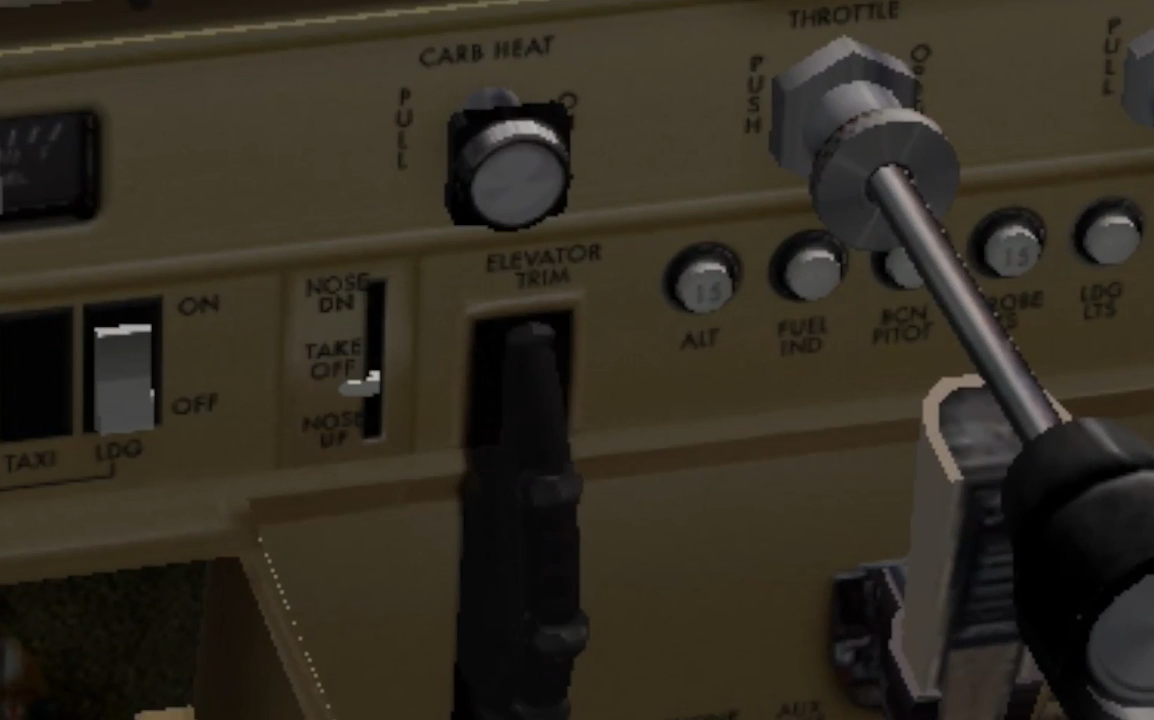 THROTTLE
CARB HEAT
PULL
PUSH
PULL
ELEVATOR
TRIM
NOSE
DN
TAKE
OFF
NOSE
UP
ON
OFF
TAXI
LDG
15
15
ALT
FUEL
IND
BCN
PITOT
LDG
LTS
AUX